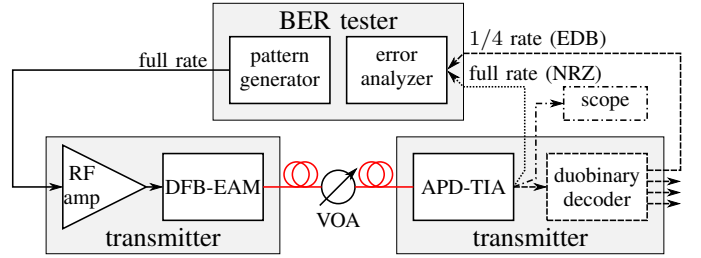 BER tester
1/4 rate (EDB)
full rate
pattern
generator
error
analyzer
full rate (NRZ)
scope
RF
amp
DFB-EAM
VOA
APD-TIA
duobinary
decoder
transmitter
transmitter